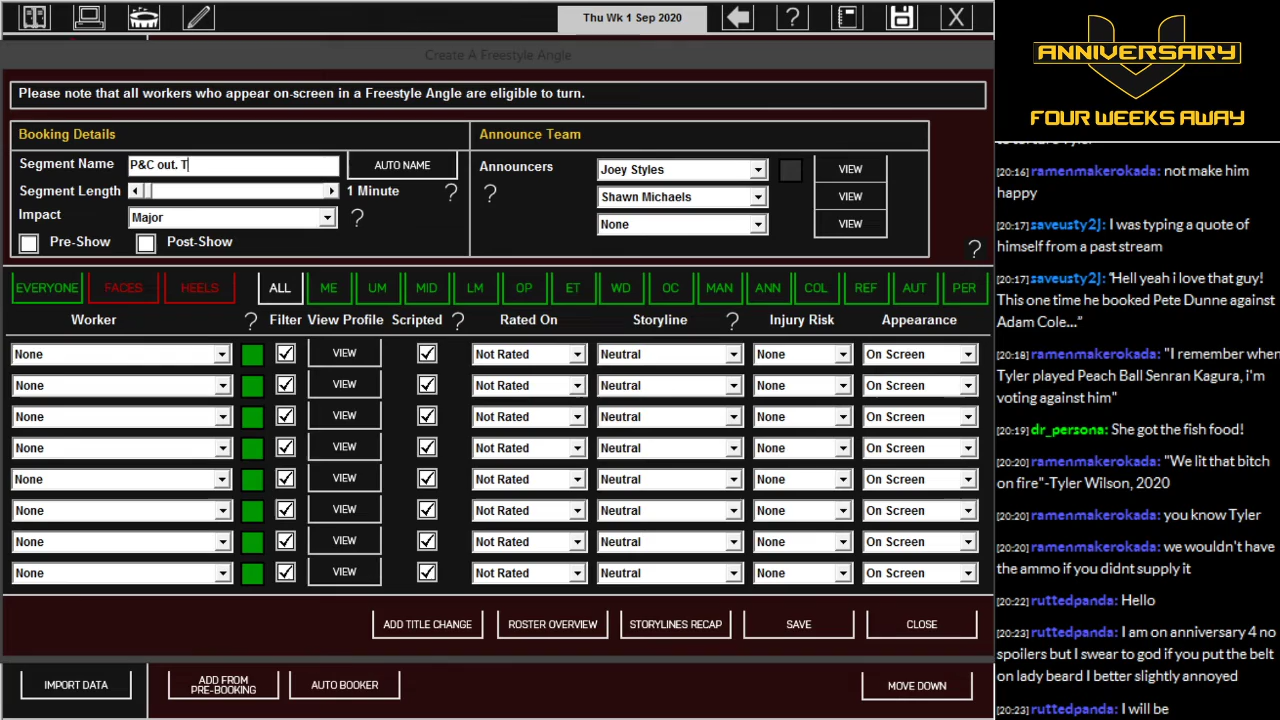 Thu Wk 1 Sep 2020
Create A Freestyle Angle
Please note that all workers who appear on-screen in a Freestyle Angle are eligible to turn.
Booking Details
Segment Name
P&C out. T
AUTO NAME
Segment Length
1 Minute
?
Impact
Major
?
Pre-Show
Post-Show
Announce Team
Announcers
?
Joey Styles
VIEW
Shawn Michaels
VIEW
None
VIEW
?
EVERYONE
FACES
HEELS
ALL
ME
UM
MID
LM
OP
ET
WD
OC
MAN
ANN
COL
REF
AUT
PER
Worker ? Filter View Profile Scripted ? Rated On Storyline ? Injury Risk Appearance
None VIEW Not Rated Neutral None On Screen
None VIEW Not Rated Neutral None On Screen
None VIEW Not Rated Neutral None On Screen
None VIEW Not Rated Neutral None On Screen
None VIEW Not Rated Neutral None On Screen
None VIEW Not Rated Neutral None On Screen
None VIEW Not Rated Neutral None On Screen
None VIEW Not Rated Neutral None On Screen
ADD TITLE CHANGE
ROSTER OVERVIEW
STORYLINES RECAP
SAVE
CLOSE
IMPORT DATA
ADD FROM
PRE-BOOKING
AUTO BOOKER
MOVE DOWN
ANNIVERSARY
FOUR WEEKS AWAY
[20:16] ramenmakerokada: not make him
happy
[20:17] saveusty2j: I was typing a quote of
himself from a past stream
[20:17] saveusty2j: "Hell yeah i love that guy!
This one time he booked Pete Dunne against
Adam Cole..."
[20:18] ramenmakerokada: "I remember when
Tyler played Peach Ball Senran Kagura, i'm
voting against him"
[20:19] dr_persona: She got the fish food!
[20:20] ramenmakerokada: "We lit that bitch
on fire"-Tyler Wilson, 2020
[20:20] ramenmakerokada: you know Tyler
[20:20] ramenmakerokada: we wouldn't have
the ammo if you didnt supply it
[20:22] ruttedpanda: Hello
[20:23] ruttedpanda: I am on anniversary 4 no
spoilers but I swear to god if you put the belt
on lady beard I better slightly annoyed
[20:23] ruttedpanda: I will be